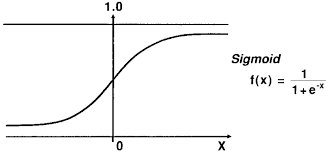 1.0
Sigmoid
f(x) = 1 / 1 + e^-x
0 X